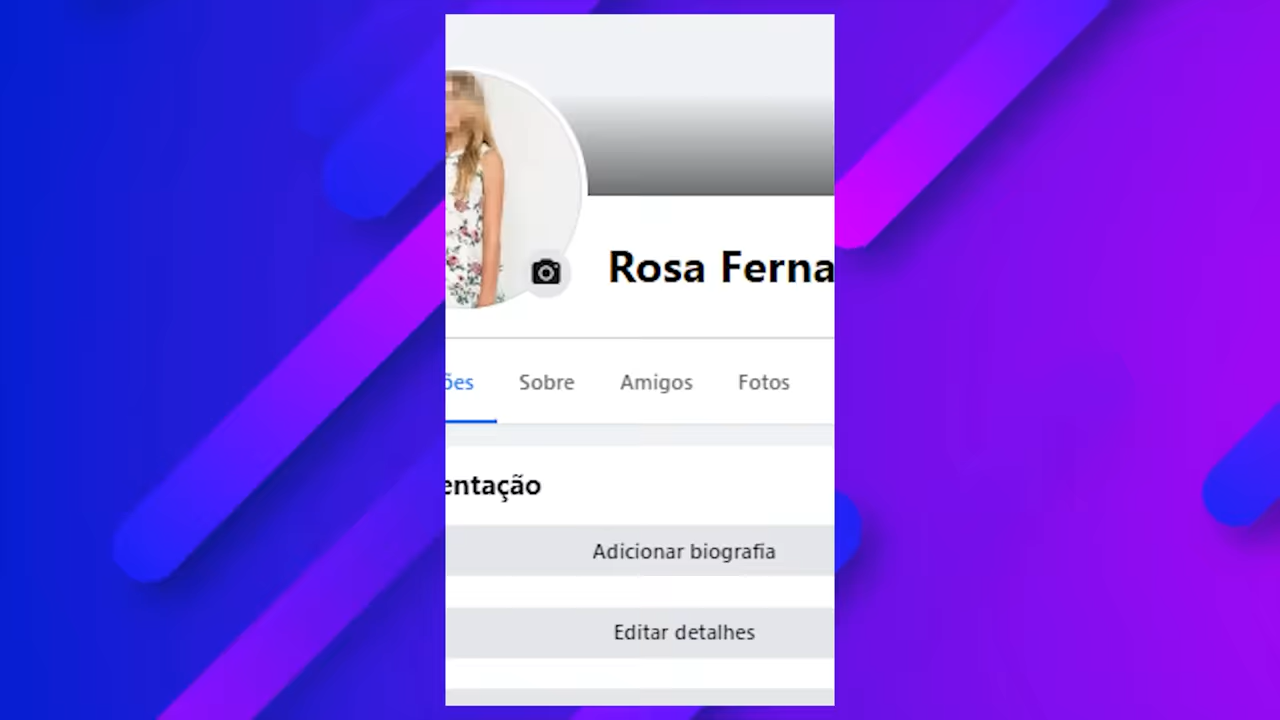 Rosa Ferna
ões Sobre Amigos Fotos
entação
Adicionar biografia
Editar detalhes